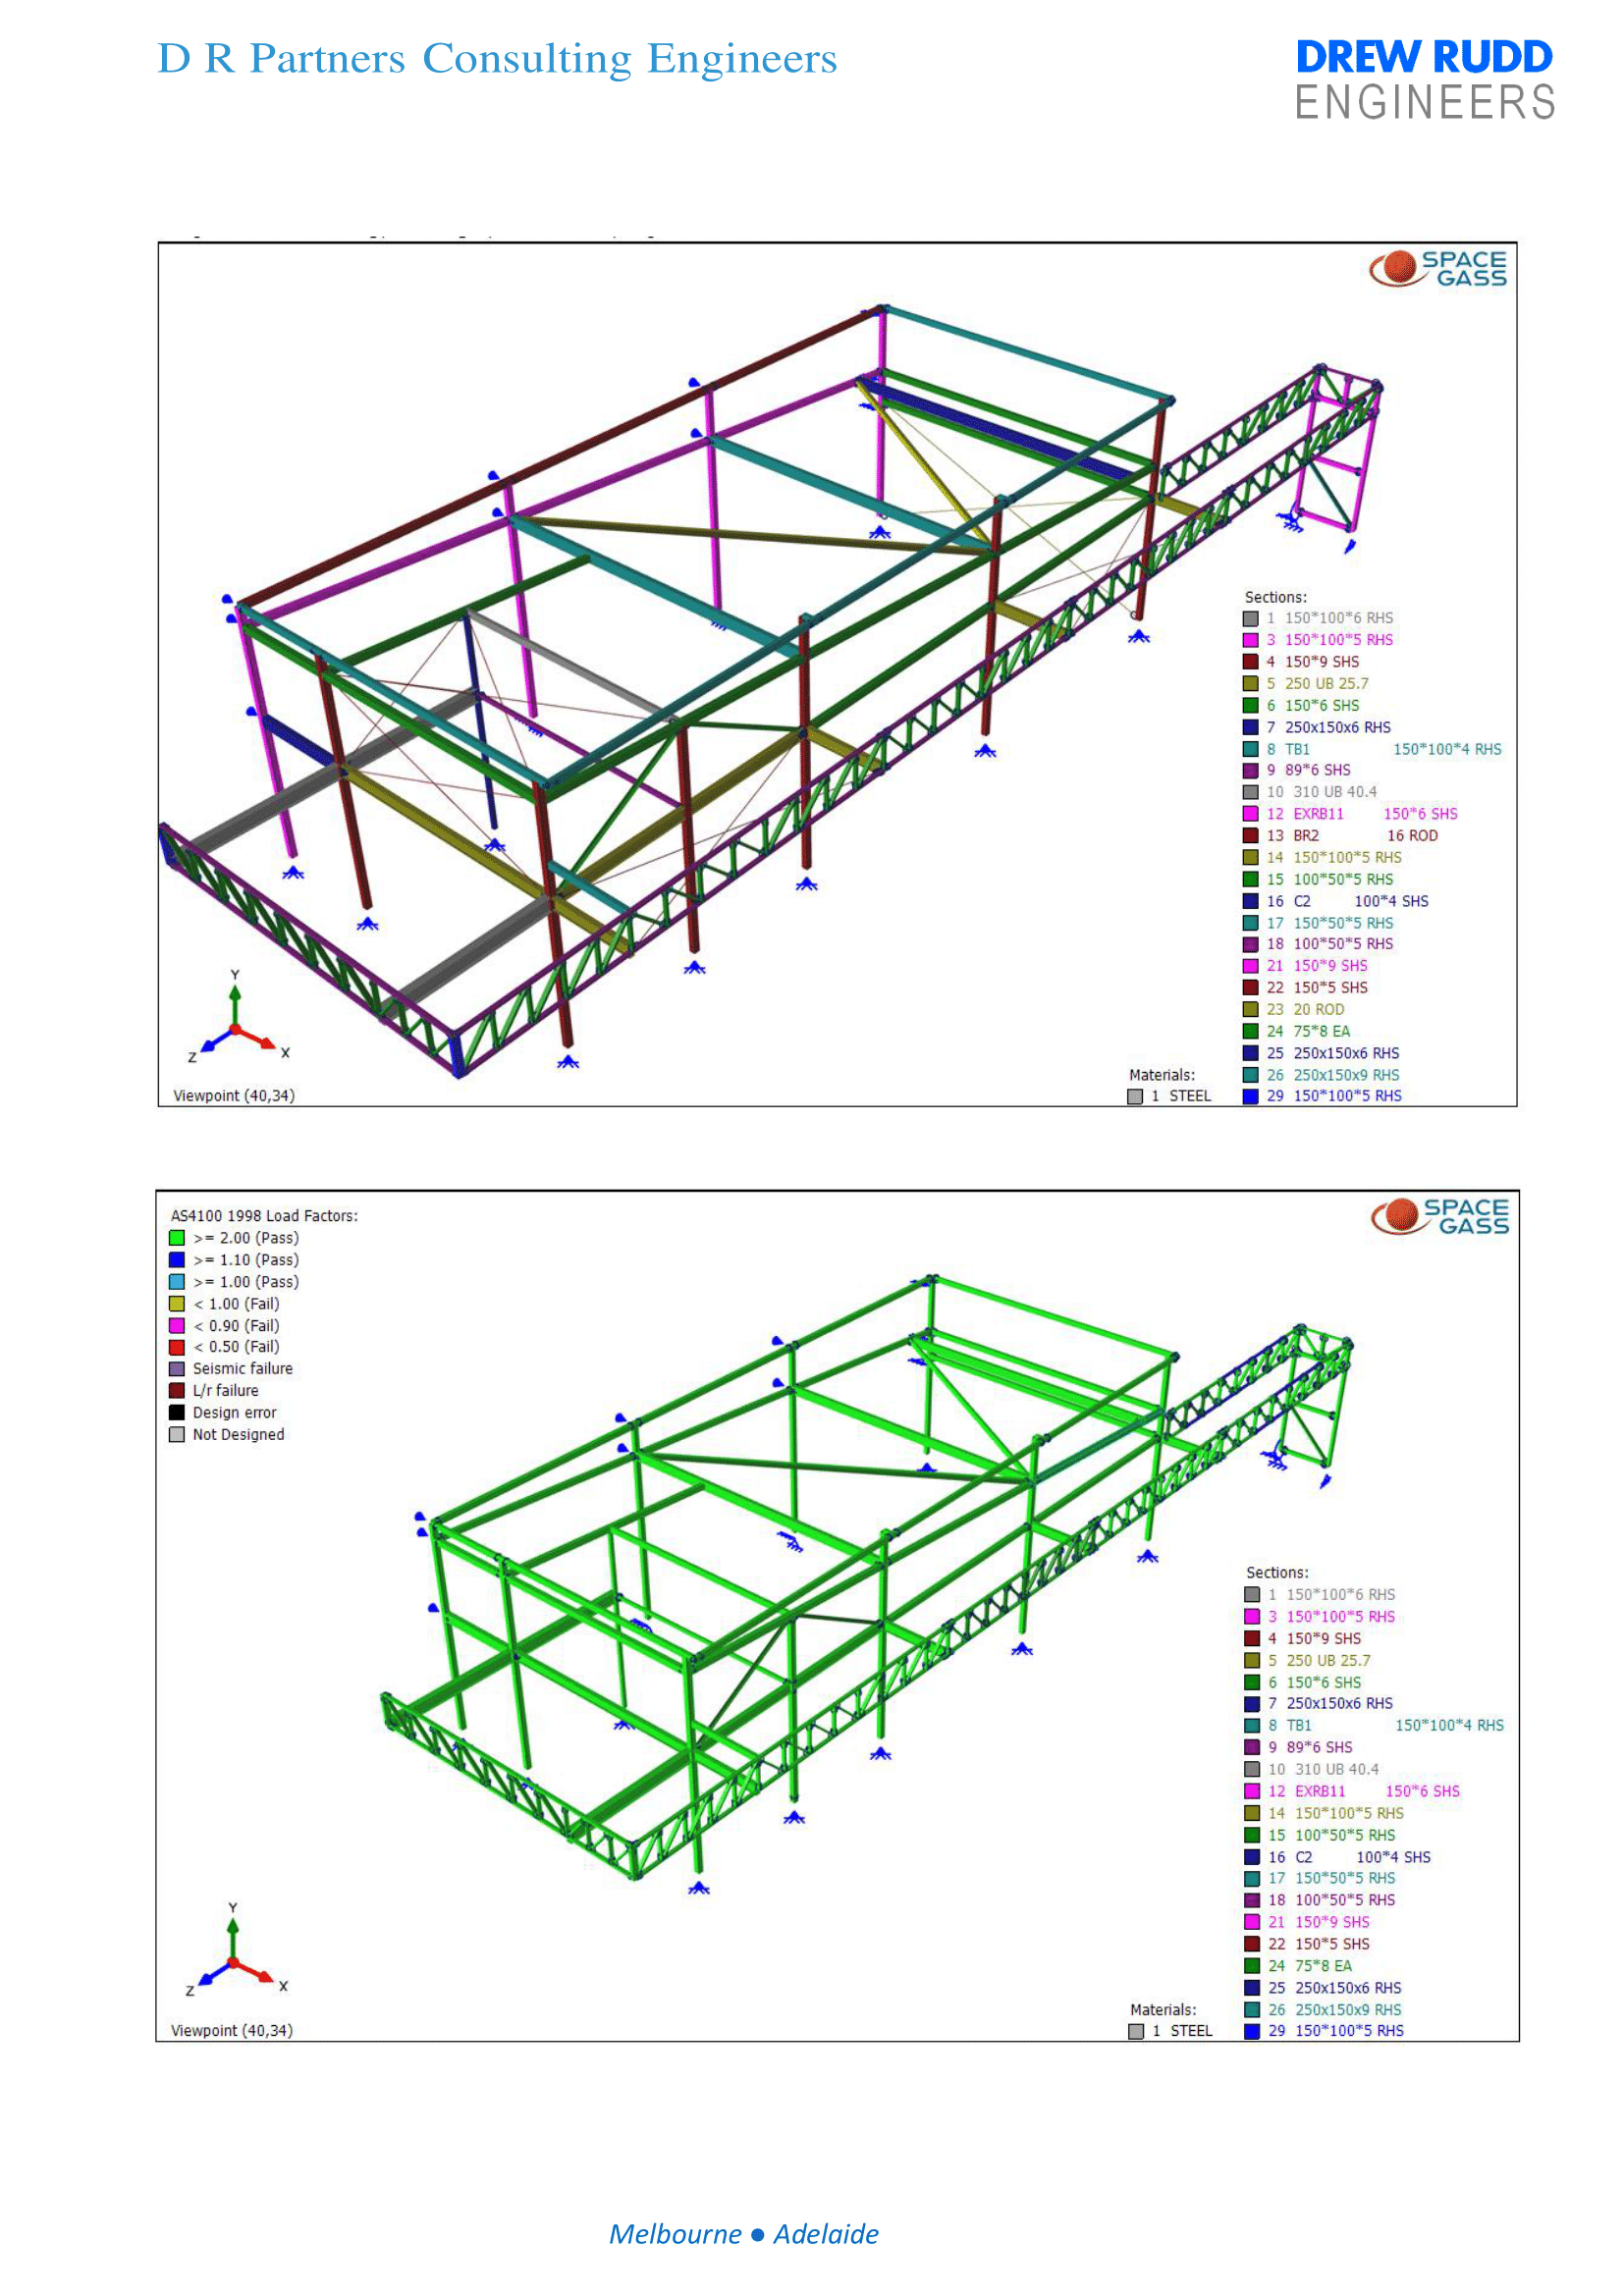 D R Partners Consulting Engineers
DREW RUDD
ENGINEERS
SPACE
GASS
Sections:
1 150*100*6 RHS
3 150*100*5 RHS
4 150*9 SHS
5 250 UB 25.7
6 150*6 SHS
7 250x150x6 RHS
8 TB1 150*100*4 RHS
9 89*6 SHS
10 310 UB 40.4
12 EXRB11 150*6 SHS
13 BR2 16 ROD
14 150*100*5 RHS
15 100*50*5 RHS
16 C2 100*4 SHS
17 150*50*5 RHS
18 100*50*5 RHS
21 150*9 SHS
22 150*5 SHS
23 20 ROD
24 75*8 EA
25 250x150x6 RHS
26 250x150x9 RHS
29 150*100*5 RHS
Materials:
1 STEEL
Y
Z
X
Viewpoint (40,34)
AS4100 1998 Load Factors:
>= 2.00 (Pass)
>= 1.10 (Pass)
>= 1.00 (Pass)
< 1.00 (Fail)
< 0.90 (Fail)
< 0.50 (Fail)
Seismic failure
L/r failure
Design error
Not Designed
SPACE
GASS
Sections:
1 150*100*6 RHS
3 150*100*5 RHS
4 150*9 SHS
5 250 UB 25.7
6 150*6 SHS
7 250x150x6 RHS
8 TB1 150*100*4 RHS
9 89*6 SHS
10 310 UB 40.4
12 EXRB11 150*6 SHS
14 150*100*5 RHS
15 100*50*5 RHS
16 C2 100*4 SHS
17 150*50*5 RHS
18 100*50*5 RHS
21 150*9 SHS
22 150*5 SHS
24 75*8 EA
25 250x150x6 RHS
26 250x150x9 RHS
29 150*100*5 RHS
Materials:
1 STEEL
Y
Z
X
Viewpoint (40,34)
Melbourne ● Adelaide